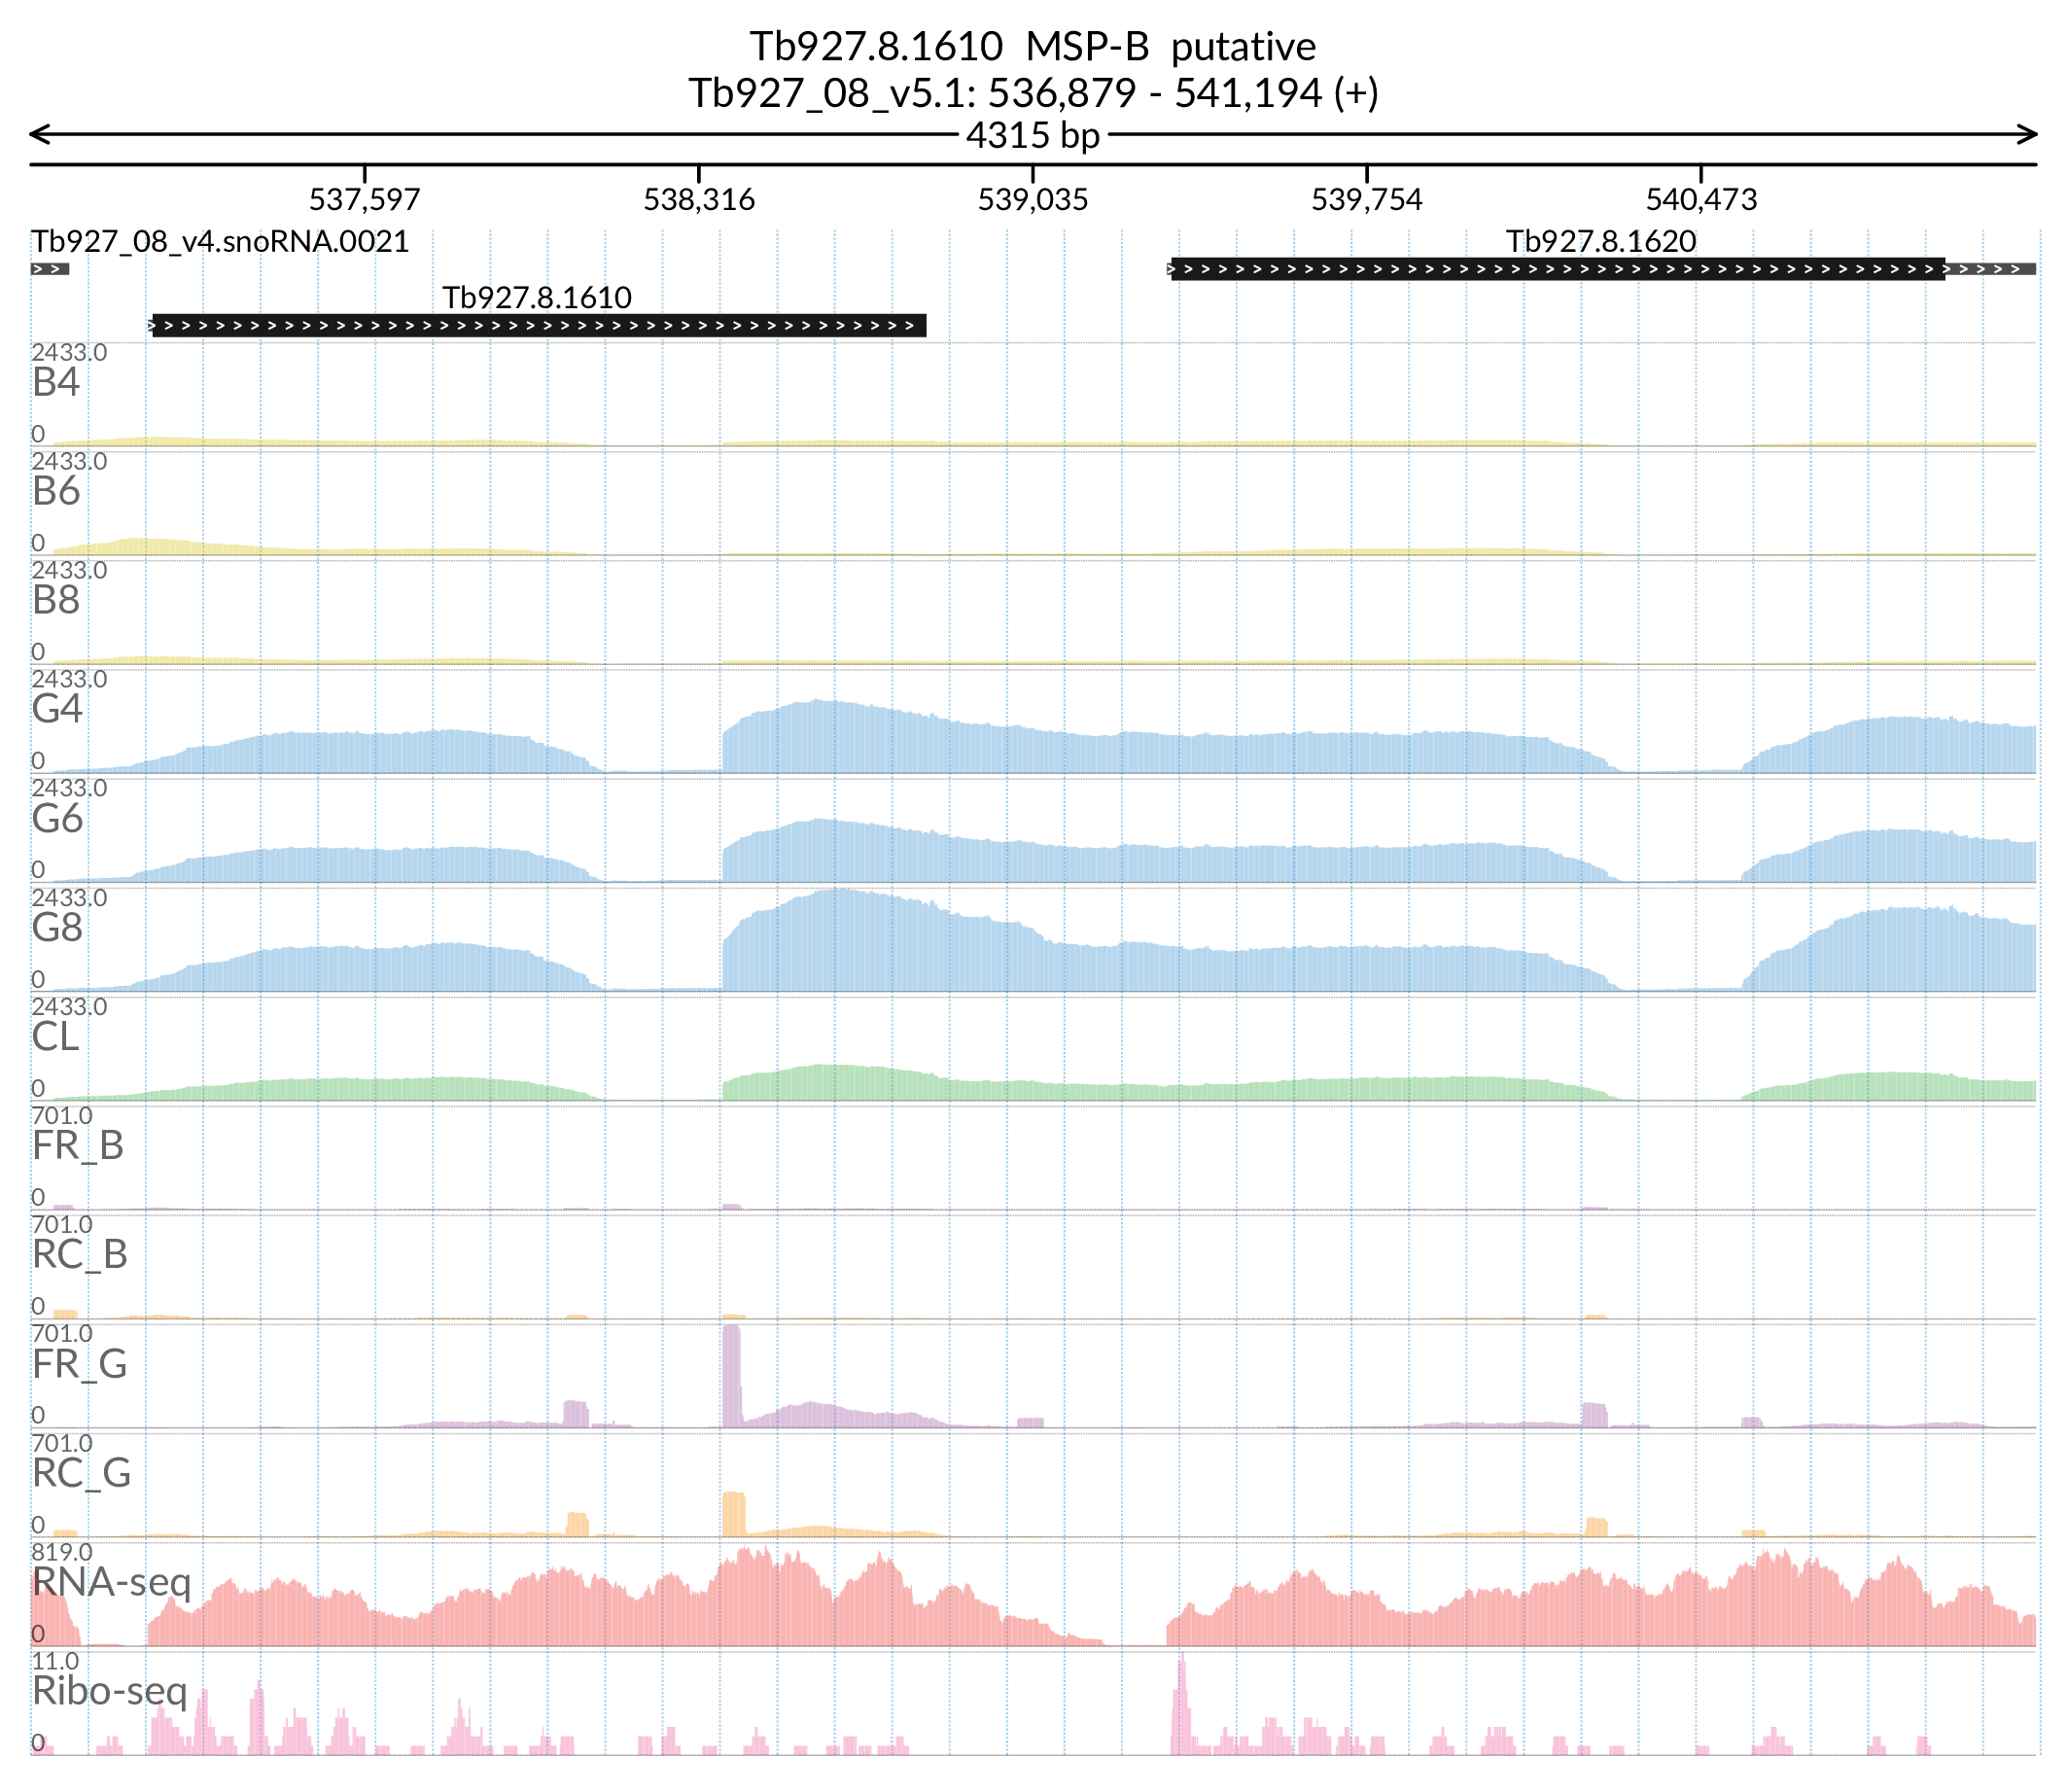 Tb927.8.1610 MSP-B putative
Tb927_08_v5.1: 536,879 - 541,194 (+)
4315 bp
537,597 538,316 539,035 539,754 540,473
Tb927_08_v4.snoRNA.0021 Tb927.8.1620
Tb927.8.1610
2433.0
B4
0
2433.0
B6
0
2433.0
B8
0
2433.0
G4
0
2433.0
G6
0
2433.0
G8
0
2433.0
CL
0
701.0
FR_B
0
701.0
RC_B
0
701.0
FR_G
0
701.0
RC_G
0
819.0
RNA-seq
0
11.0
Ribo-seq
0